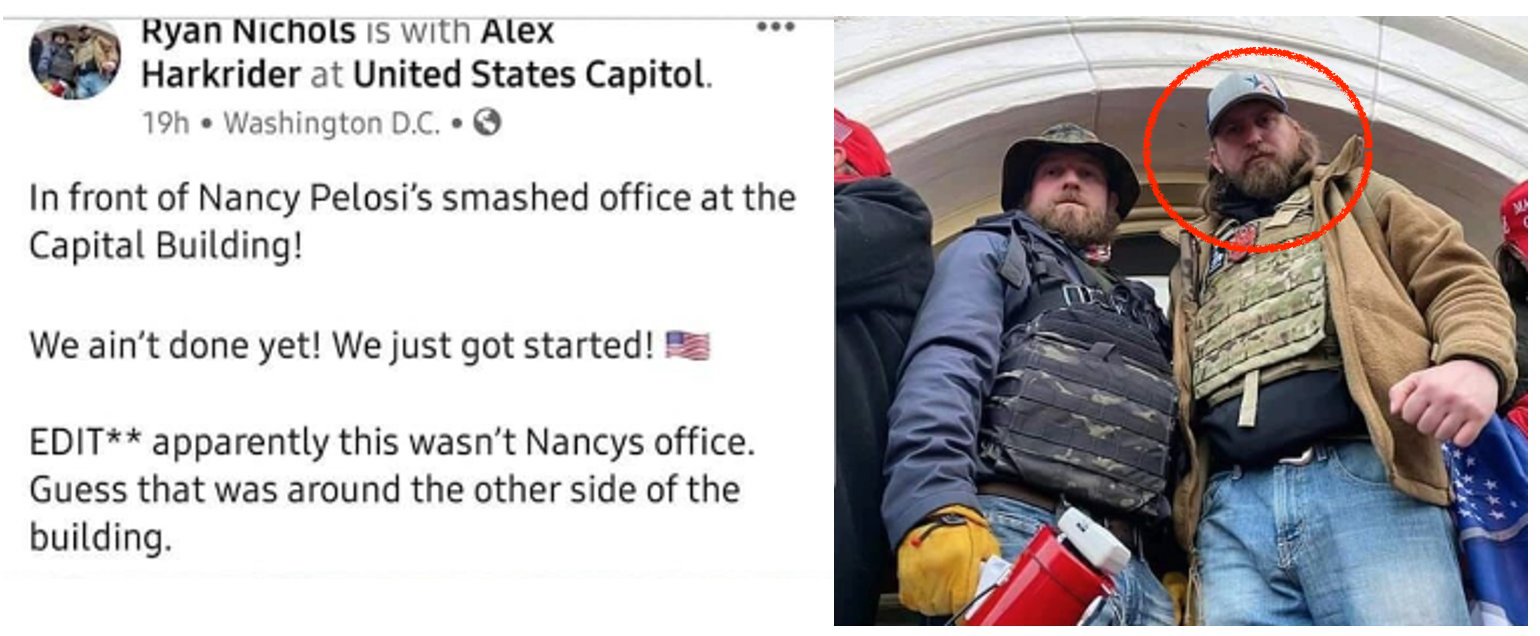 Ryan Nichols is with Alex
Harkrider at United States Capitol.
19h • Washington D.C. •
In front of Nancy Pelosi's smashed office at the
Capital Building!
We ain't done yet! We just got started! 🇺🇸
EDIT** apparently this wasn't Nancys office.
Guess that was around the other side of the
building.